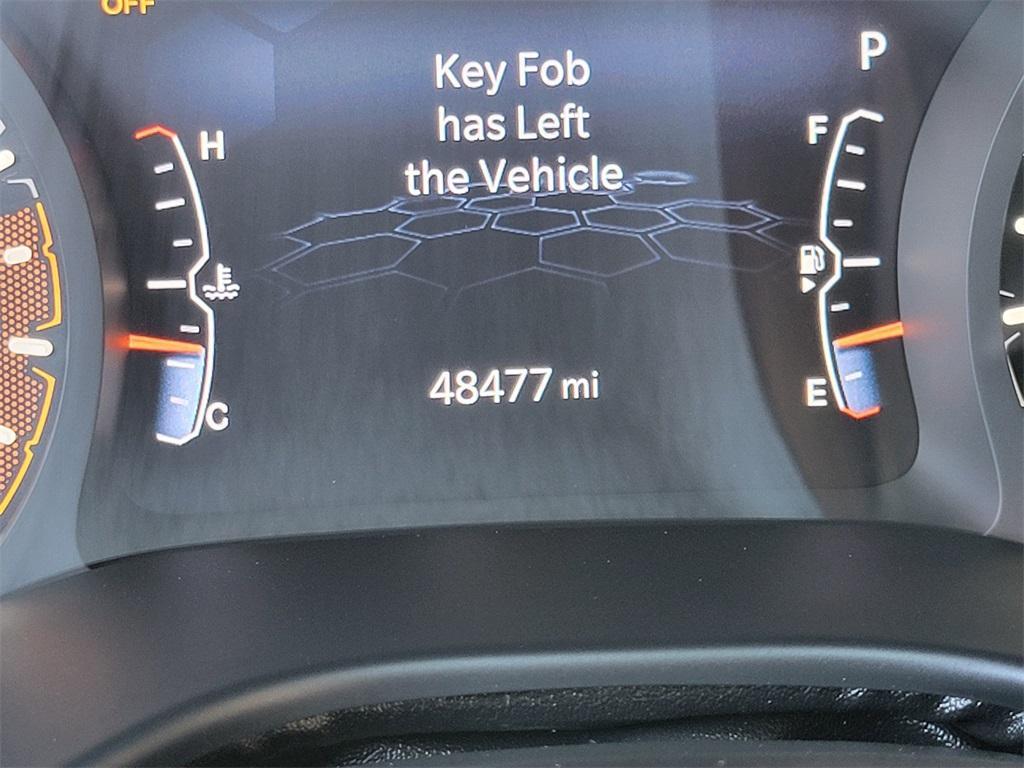 OFF
P
Key Fob
has Left
the Vehicle
H
F
48477 mi
C
E